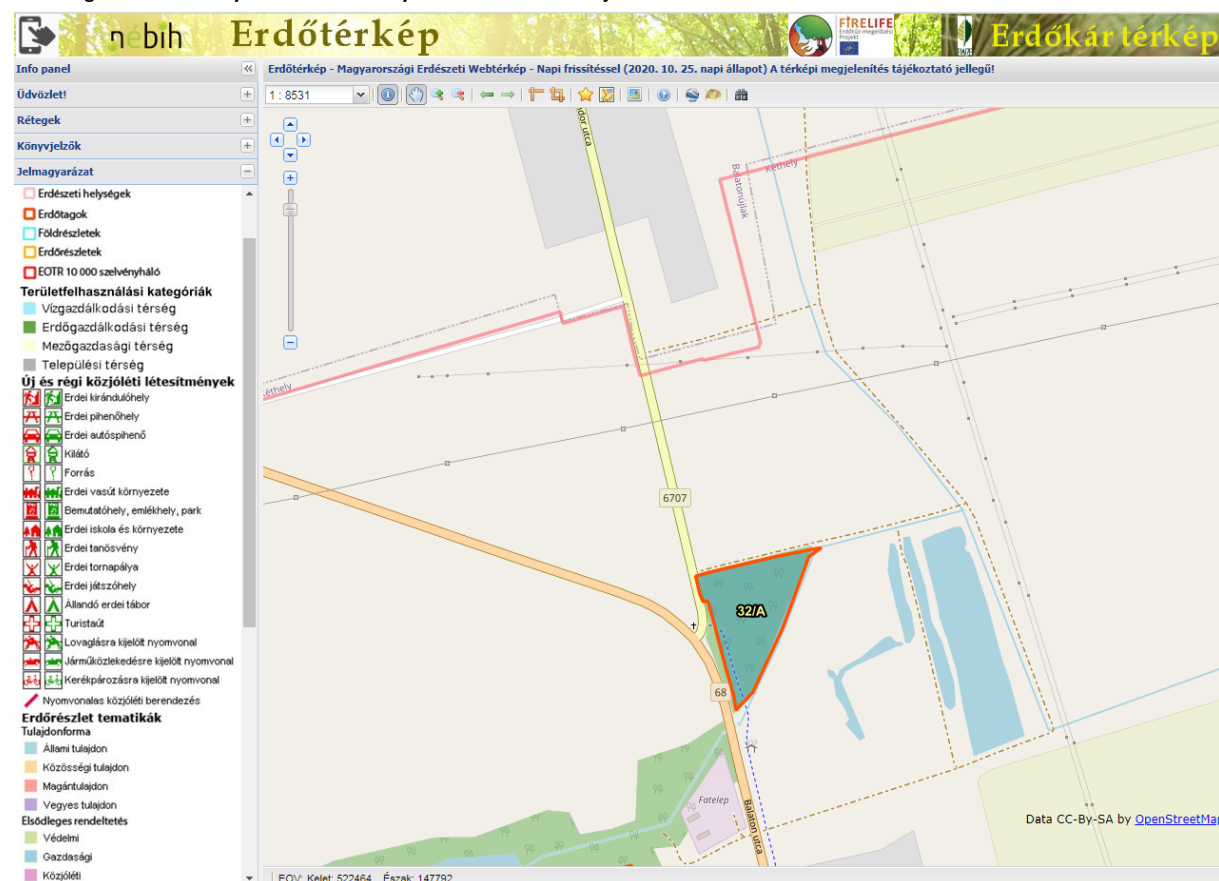 nébih Erdőtérkép
FIRELIFE
Erdőtűz-megelőzési
Projekt
Erdőkár térkép
Info panel
Erdőtérkép - Magyarországi Erdészeti Webtérkép - Napi frissítéssel (2020. 10. 25. napi állapot) A térképi megjelenítés tájékoztató jellegű!
Üdvözlet!
1 : 8531
Rétegek
Könyvjelzők
Jelmagyarázat
Erdészeti helységek
Erdőtagok
Földrészletek
Erdőrészletek
EOTR 10 000 szelvényháló
Területfelhasználási kategóriák
Vízgazdálkodási térség
Erdőgazdálkodási térség
Mezőgazdasági térség
Települési térség
Új és régi közjóléti létesítmények
Erdei kirándulóhely
Erdei pihenőhely
Erdei autóspihenő
Kilátó
Forrás
Erdei vasút környezete
Bemutatóhely, emlékhely, park
Erdei iskola és környezete
Erdei tanösvény
Erdei tornapálya
Erdei játszóhely
Állandó erdei tábor
Turistaút
Lovaglásra kijelölt nyomvonal
Járműközlekedésre kijelölt nyomvonal
Kerékpározásra kijelölt nyomvonal
Nyomvonalas közjóléti berendezés
Erdőrészlet tematikák
Tulajdonforma
Állami tulajdon
Közösségi tulajdon
Magántulajdon
Vegyes tulajdon
Elsődleges rendeltetés
Védelmi
Gazdasági
Közjóléti
dor utca
Kéthely
Balatonújlak
éthely
6707
32/A
68
Fatelep
Balaton utca
Data CC-By-SA by OpenStreetMap
EOV: Kelet: 522464 Észak: 147792